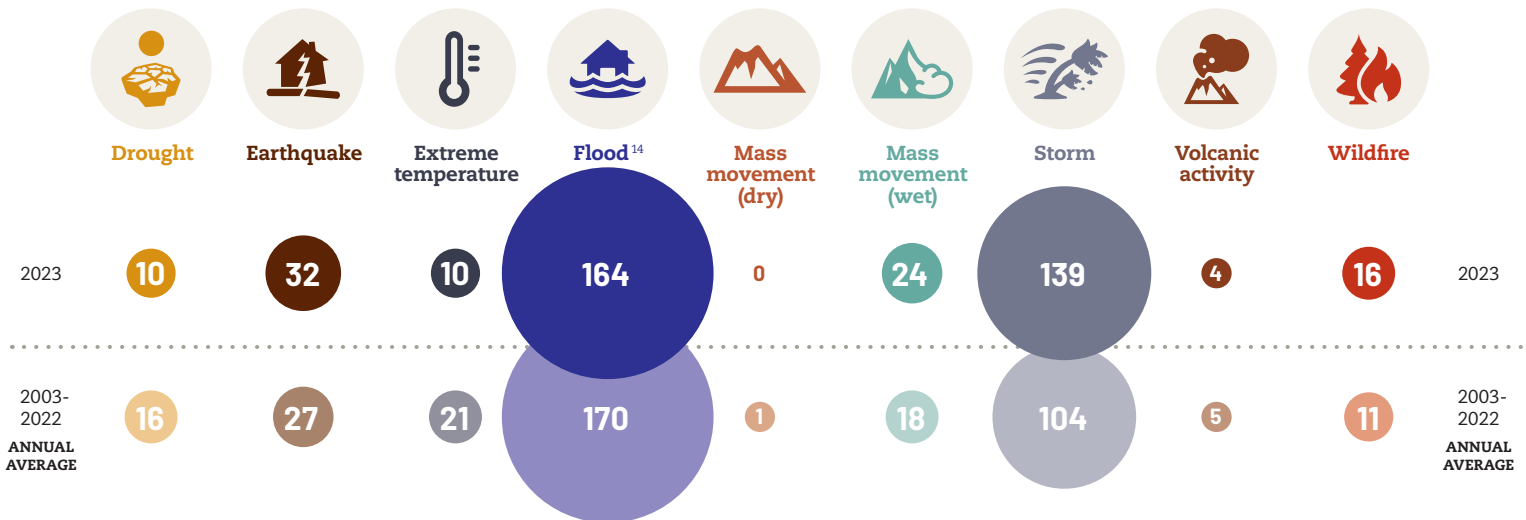 Drought
Earthquake
Extreme
temperature
Flood 14
Mass
movement
(dry)
Mass
movement
(wet)
Storm
Volcanic
activity
Wildfire
2023
10
32
10
164
0
24
139
4
16
2023
2003-
2022
ANNUAL
AVERAGE
16
27
21
170
1
18
104
5
11
2003-
2022
ANNUAL
AVERAGE